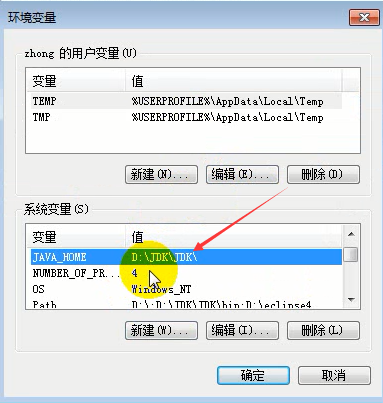 环境变量
zhong 的用户变量(U)
变量 值
TEMP %USERPROFILE%\AppData\Local\Temp
TMP %USERPROFILE%\AppData\Local\Temp
新建(N)... 编辑(E)... 删除(D)
系统变量(S)
变量 值
JAVA_HOME D:\JDK\JDK\
NUMBER_OF_PR... 4
OS Windows_NT
Path D:\;D:\JDK\JDK\bin;D:\eclipse4
新建(W)... 编辑(I)... 删除(L)
确定 取消